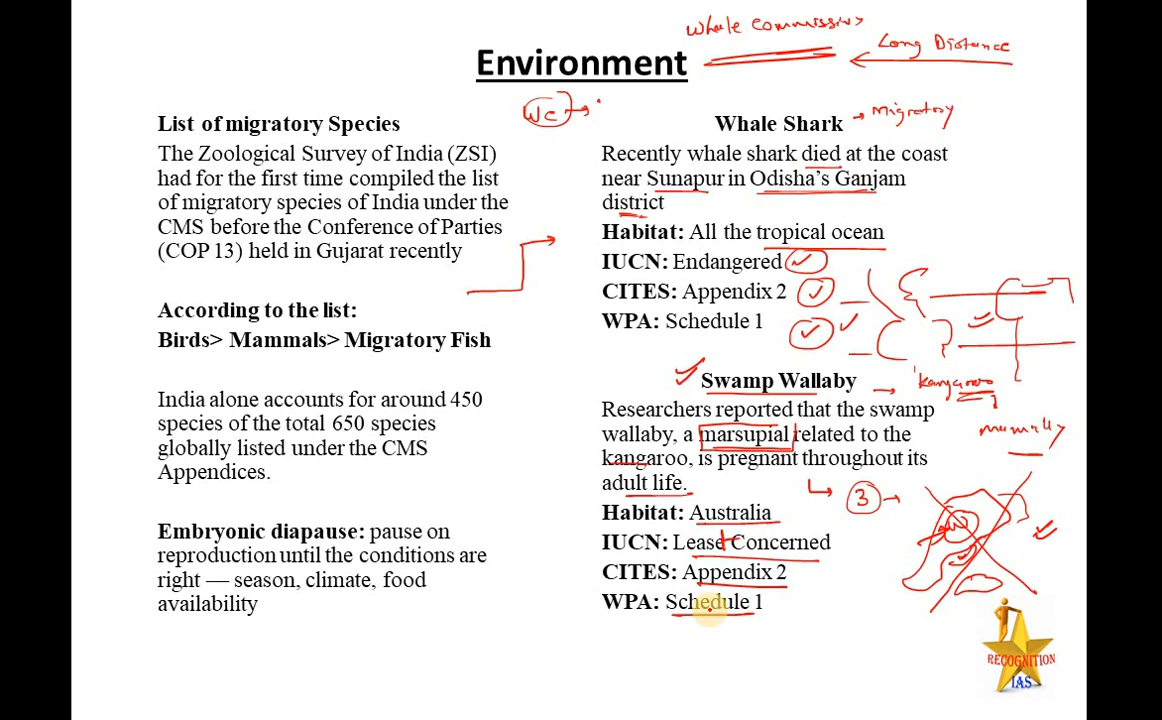 Whale Commission
Long Distance
Environment
WC
List of migratory Species
The Zoological Survey of India (ZSI)
had for the first time compiled the list
of migratory species of India under the
CMS before the Conference of Parties
(COP 13) held in Gujarat recently
According to the list:
Birds> Mammals> Migratory Fish
India alone accounts for around 450
species of the total 650 species
globally listed under the CMS
Appendices.
Embryonic diapause: pause on
reproduction until the conditions are
right — season, climate, food
availability
Whale Shark
Migratory
Recently whale shark died at the coast
near Sunapur in Odisha's Ganjam
district
Habitat: All the tropical ocean
IUCN: Endangered
CITES: Appendix 2
WPA: Schedule 1
Swamp Wallaby
kangaroo
Researchers reported that the swamp
wallaby, a marsupial related to the
kangaroo, is pregnant throughout its
adult life.
3
Habitat: Australia
IUCN: Lease Concerned
CITES: Appendix 2
WPA: Schedule 1
RECOGNITION
IAS